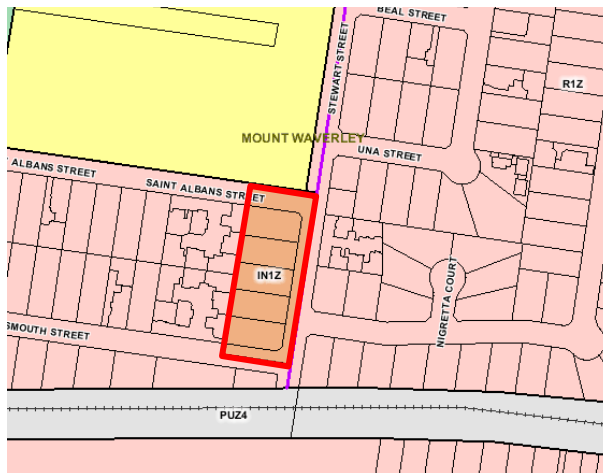 BEAL STREET
STEWART STREET
R1Z
MOUNT WAVERLEY
UNA STREET
ALBANS STREET
SAINT ALBANS STREET
IN1Z
NIGRETTA COURT
SMOUTH STREET
PUZ4